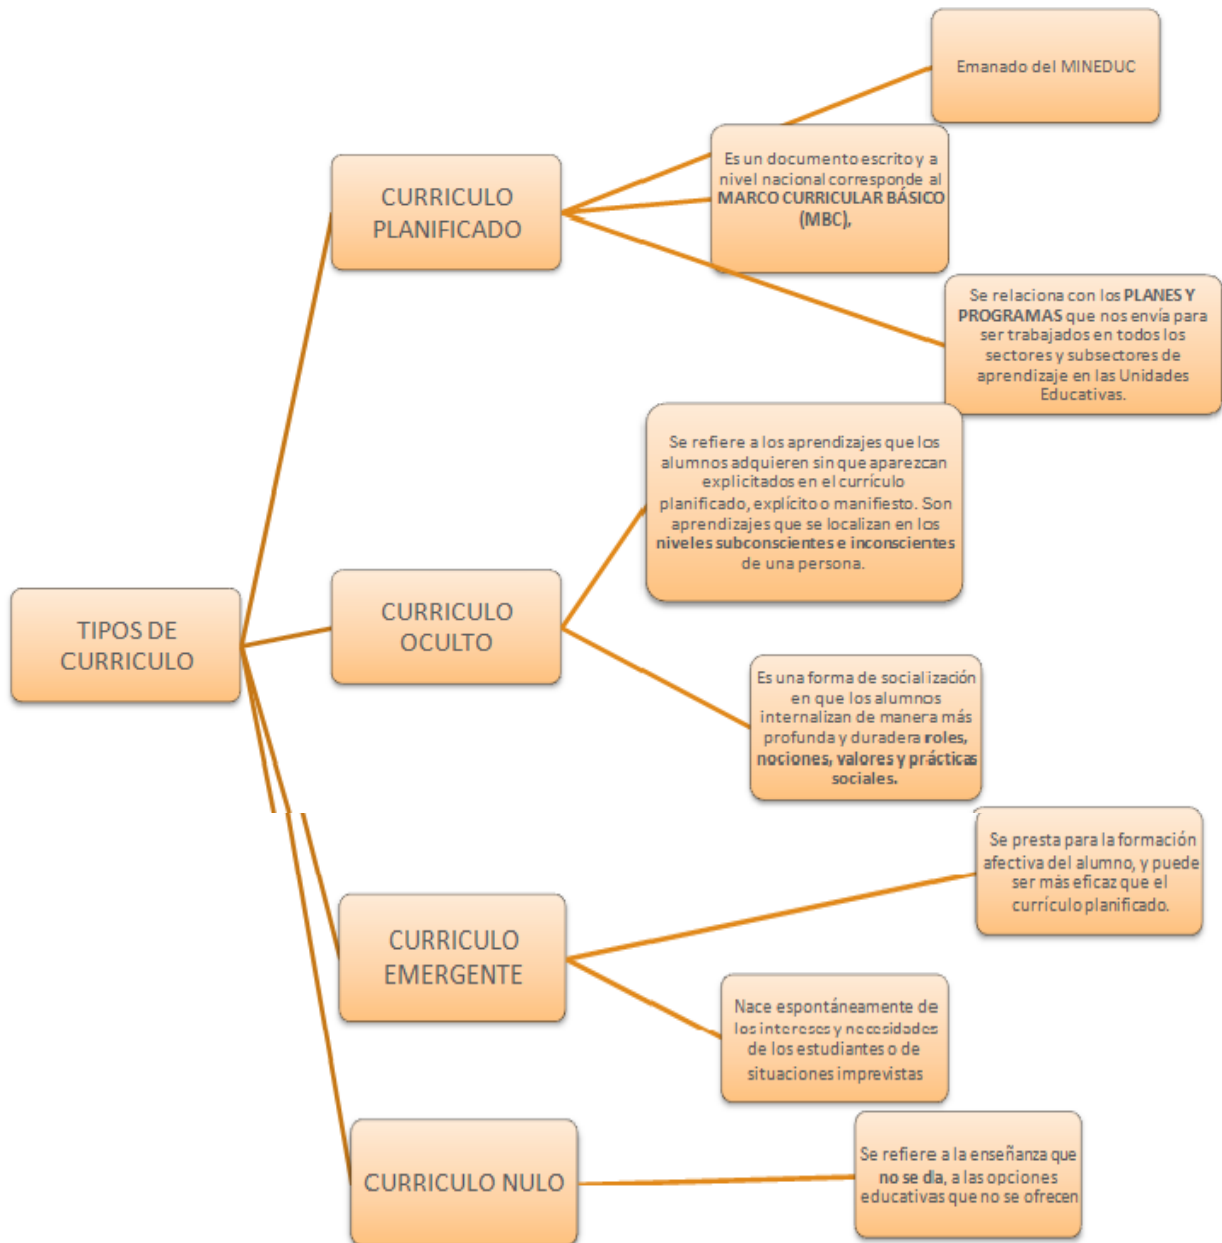 TIPOS DE
CURRICULO
CURRICULO
PLANIFICADO
Emanado del MINEDUC
Es un documento escrito y a
nivel nacional corresponde al
MARCO CURRICULAR BÁSICO
(MBC),
Se relaciona con los PLANES Y
PROGRAMAS que nos envía para
ser trabajados en todos los
sectores y subsectores de
aprendizaje en las Unidades
Educativas.
CURRICULO
OCULTO
Se refiere a los aprendizajes que los
alumnos adquieren sin que aparezcan
explicitados en el currículo
planificado, explícito o manifiesto. Son
aprendizajes que se localizan en los
niveles subconscientes e inconscientes
de una persona.
Es una forma de socialización
en que los alumnos
internalizan de manera más
profunda y duradera roles,
nociones, valores y prácticas
sociales.
CURRICULO
EMERGENTE
Se presta para la formación
afectiva del alumno, y puede
ser más eficaz que el
currículo planificado.
Nace espontáneamente de
los intereses y necesidades
de los estudiantes o de
situaciones imprevistas
CURRICULO NULO
Se refiere a la enseñanza que
no se da, a las opciones
educativas que no se ofrecen